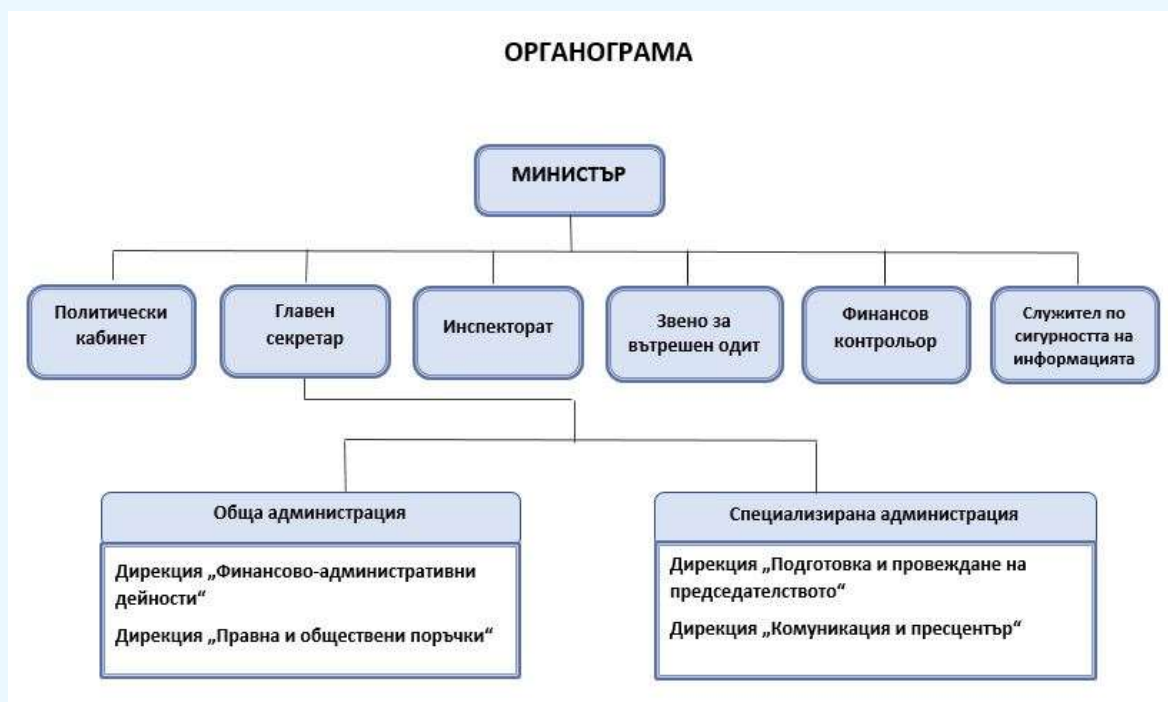 ОРГАНОГРАМА
МИНИСТЪР
Политически
кабинет
Главен
секретар
Инспекторат
Звено за
вътрешен одит
Финансов
контрольор
Служител по
сигурността на
информацията
Обща администрация
Дирекция „Финансово-административни
дейности“
Дирекция „Правна и обществени поръчки“
Специализирана администрация
Дирекция „Подготовка и провеждане на
председателството“
Дирекция „Комуникация и пресцентър“